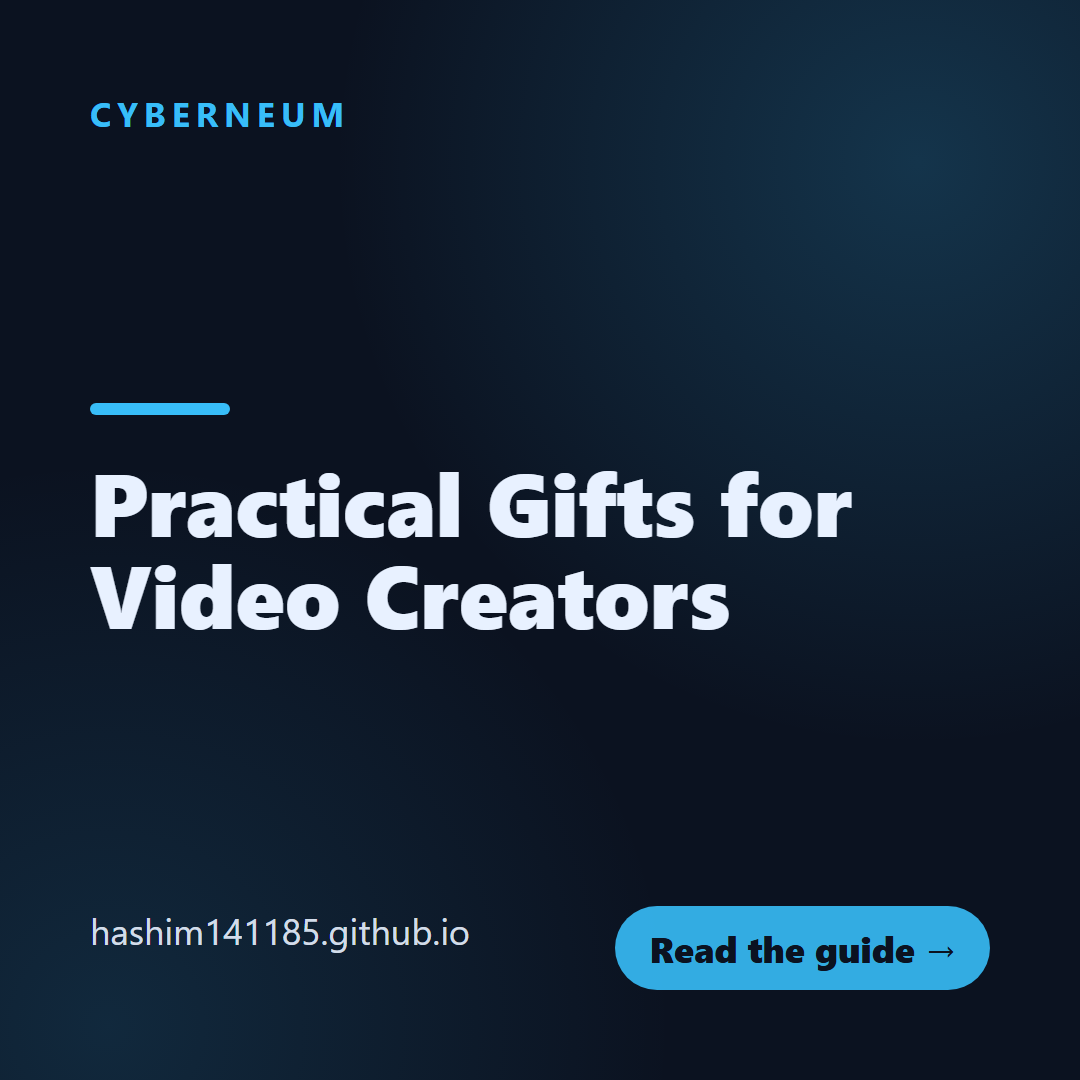 CYBERNEUM
Practical Gifts for
Video Creators
hashim141185.github.io
Read the guide →